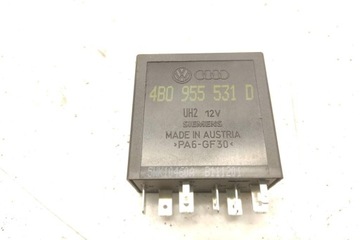 4B0 955 531 D
UHZ 12V
SIEMENS
MADE IN AUSTRIA
>PA6-GF30<